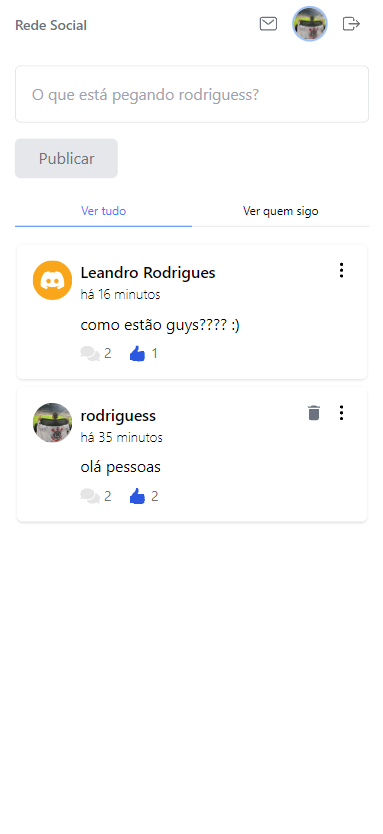 Rede Social
O que está pegando rodriguess?
Publicar
Ver tudo
Ver quem sigo
Leandro Rodrigues
há 16 minutos
como estão guys???? :)
2 1
rodriguess
há 35 minutos
olá pessoas
2 2